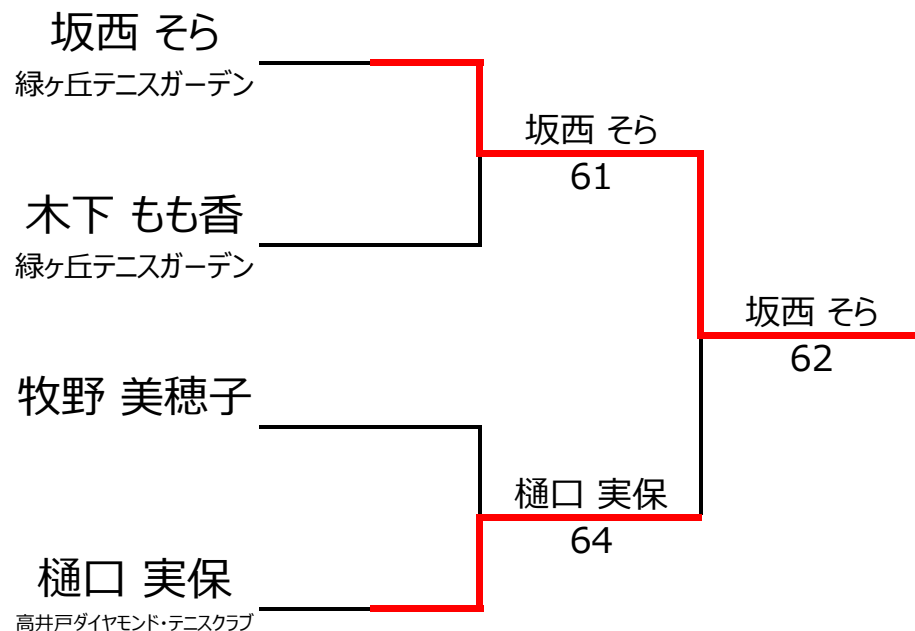 坂西 そら
緑ヶ丘テニスガーデン
坂西 そら
61
木下 もも香
緑ヶ丘テニスガーデン
坂西 そら
62
牧野 美穂子
樋口 実保
64
樋口 実保
高井戸ダイヤモンド・テニスクラブ